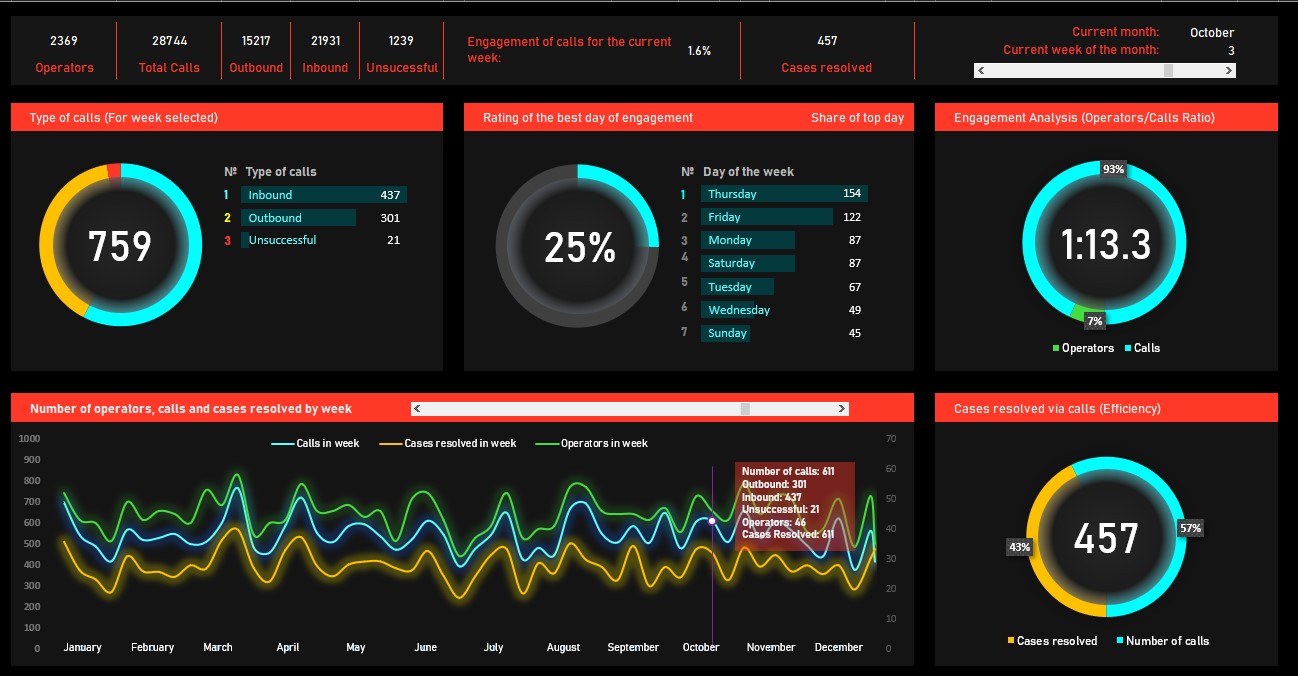 2369
Operators
28744
Total Calls
15217
Outbound
21931
Inbound
1239
Unsucessful
Engagement of calls for the current
week:
1.6%
457
Cases resolved
Current month: October
Current week of the month: 3
Type of calls (For week selected)
759
№ Type of calls
1 Inbound 437
2 Outbound 301
3 Unsuccessful 21
Rating of the best day of engagement Share of top day
25%
№ Day of the week
1 Thursday 154
2 Friday 122
3 Monday 87
4 Saturday 87
5 Tuesday 67
6 Wednesday 49
7 Sunday 45
Engagement Analysis (Operators/Calls Ratio)
93%
1:13.3
7%
Operators Calls
Number of operators, calls and cases resolved by week
Calls in week Cases resolved in week Operators in week
1000
900
800
700
600
500
400
300
200
100
0
70
60
50
40
30
20
10
0
Number of calls: 611
Outbound: 301
Inbound: 437
Unsuccessful: 21
Operators: 46
Cases Resolved: 611
January February March April May June July August September October November December
Cases resolved via calls (Efficiency)
457
57%
43%
Cases resolved Number of calls